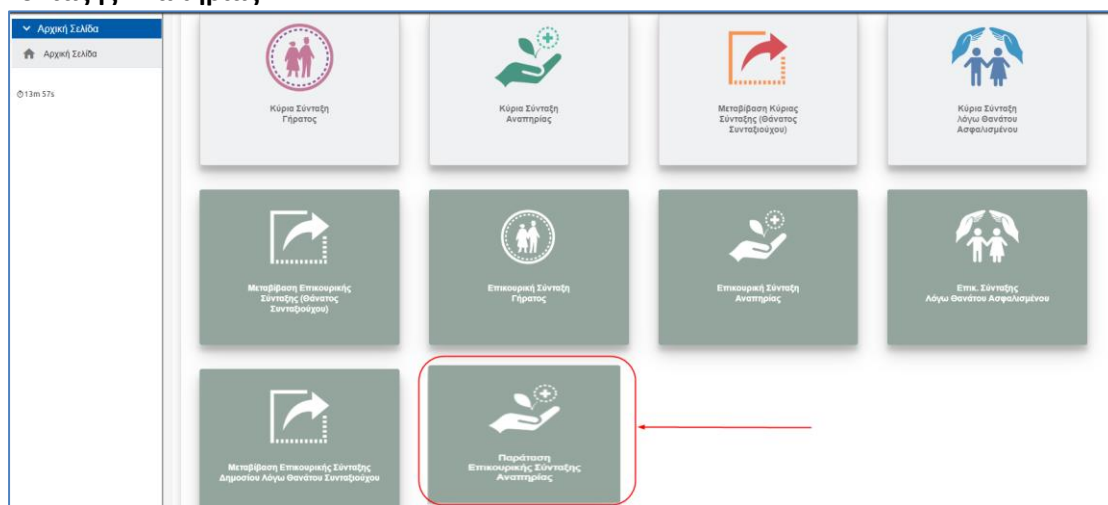 Αρχική Σελίδα
Αρχική Σελίδα
13m 57s
Κύρια Σύνταξη
Γήρατος
Κύρια Σύνταξη
Αναπηρίας
Μεταβίβαση Κύριας
Σύνταξης (Θάνατος
Συνταξιούχου)
Κύρια Σύνταξη
Λόγω Θανάτου
Ασφαλισμένου
Μεταβίβαση Επικουρικής
Σύνταξης (Θάνατος
Συνταξιούχου)
Επικουρική Σύνταξη
Γήρατος
Επικουρική Σύνταξη
Αναπηρίας
Επικ. Σύνταξης
Λόγω Θανάτου Ασφαλισμένου
Μεταβίβαση Επικουρικής Σύνταξης
Δημοσίου Λόγω Θανάτου Συνταξιούχου
Παράταση
Επικουρικής Σύνταξης
Αναπηρίας